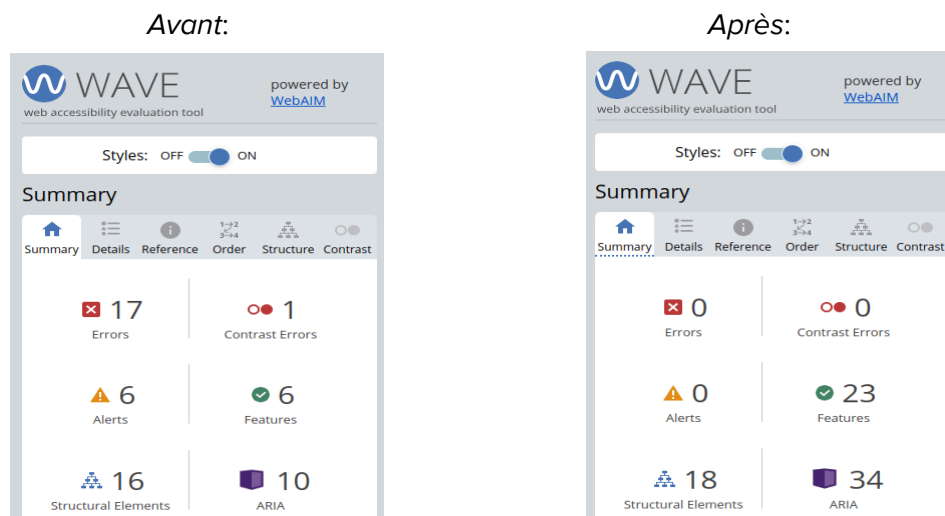 Avant:
WAVE
powered by
WebAIM
web accessibility evaluation tool
Styles: OFF ON
Summary
Summary Details Reference Order Structure Contrast
17
Errors
1
Contrast Errors
6
Alerts
6
Features
16
Structural Elements
10
ARIA
Après:
WAVE
powered by
WebAIM
web accessibility evaluation tool
Styles: OFF ON
Summary
Summary Details Reference Order Structure Contrast
0
Errors
0
Contrast Errors
0
Alerts
23
Features
18
Structural Elements
34
ARIA